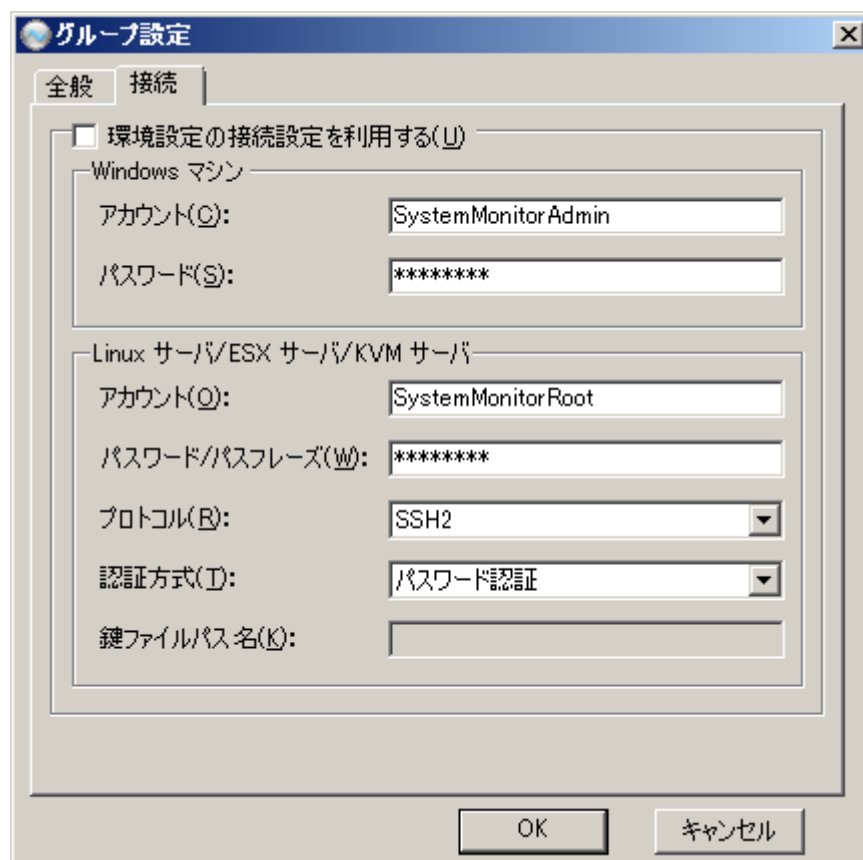 グループ設定
全般 接続
環境設定の接続設定を利用する(U)
Windows マシン
アカウント(C): SystemMonitorAdmin
パスワード(S): ********
Linux サーバ/ESX サーバ/KVM サーバ
アカウント(O): SystemMonitorRoot
パスワード/パスフレーズ(W): ********
プロトコル(R): SSH2
認証方式(T): パスワード認証
鍵ファイルパス名(K):
OK キャンセル